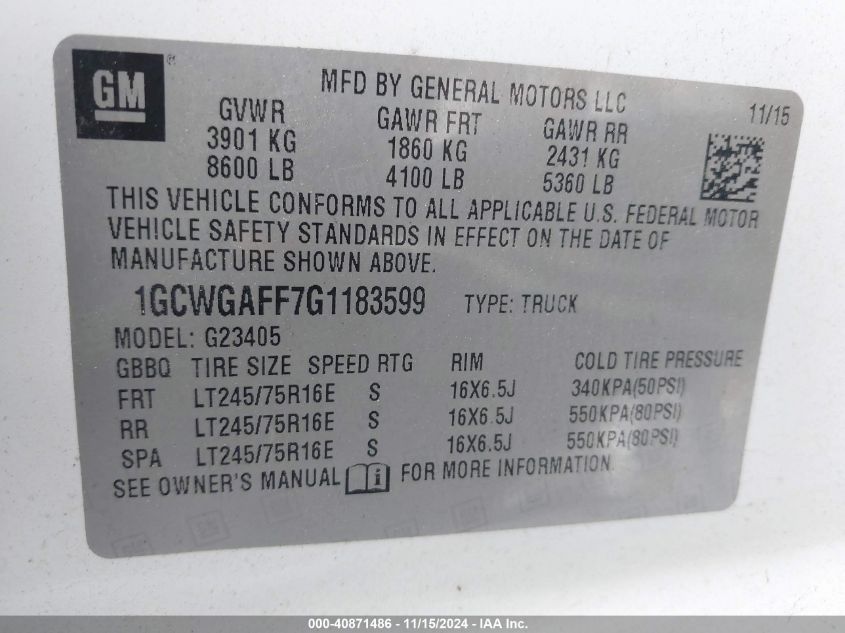 GM®
MFD BY GENERAL MOTORS LLC
11/15
GVWR GAWR FRT GAWR RR
3901 KG 1860 KG 2431 KG
8600 LB 4100 LB 5360 LB
THIS VEHICLE CONFORMS TO ALL APPLICABLE U.S. FEDERAL MOTOR
VEHICLE SAFETY STANDARDS IN EFFECT ON THE DATE OF
MANUFACTURE SHOWN ABOVE.
1GCWGAFF7G1183599 TYPE: TRUCK
MODEL: G23405
GBBQ TIRE SIZE SPEED RTG RIM COLD TIRE PRESSURE
FRT LT245/75R16E S 16X6.5J 340KPA(50PSI)
RR LT245/75R16E S 16X6.5J 550KPA(80PSI)
SPA LT245/75R16E S 16X6.5J 550KPA(80PSI)
SEE OWNER'S MANUAL i FOR MORE INFORMATION.
000-40871486 - 11/15/2024 - IAA Inc.